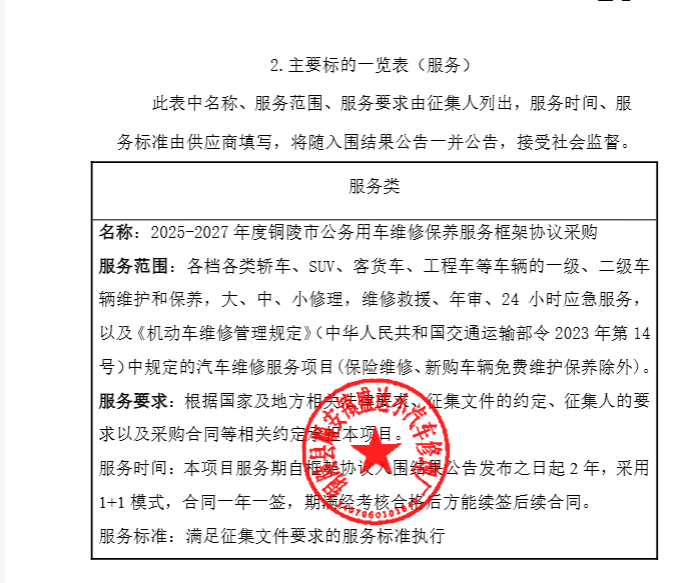 2.主要标的一览表（服务）
此表中名称、服务范围、服务要求由征集人列出，服务时间、服
务标准由供应商填写，将随入围结果公告一并公告，接受社会监督。
服务类
名称：2025-2027 年度铜陵市公务用车维修保养服务框架协议采购
服务范围：各档各类轿车、SUV、客货车、工程车等车辆的一级、二级车
辆维护和保养，大、中、小修理，维修救援、年审、24 小时应急服务，
以及《机动车维修管理规定》（中华人民共和国交通运输部令 2023 年第 14
号）中规定的汽车维修服务项目(保险维修、新购车辆免费维护保养除外)。
服务要求：根据国家及地方相关法律要求、征集文件的约定、征集人的要
求以及采购合同等相关约定承担本项目。
服务时间：本项目服务期自框架协议入围结果公告发布之日起 2 年，采用
1+1 模式，合同一年一签，期满经考核合格后方能续签后续合同。
服务标准：满足征集文件要求的服务标准执行